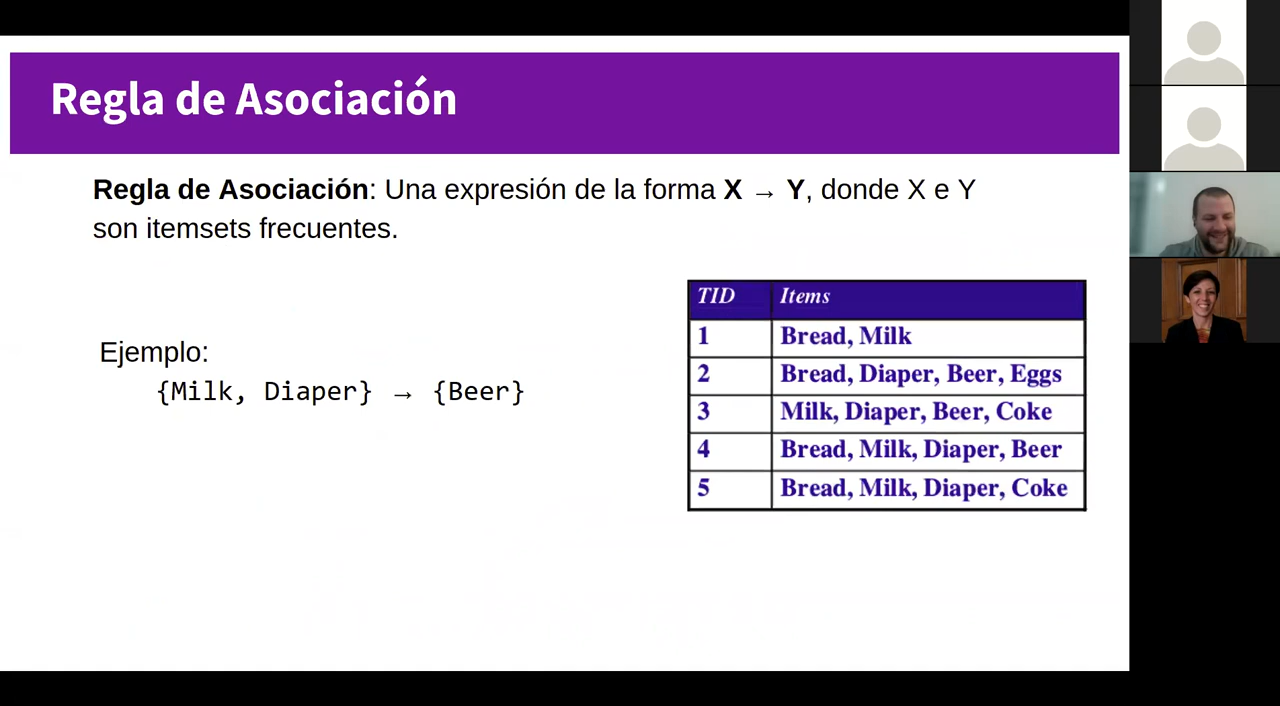 Regla de Asociación
Regla de Asociación: Una expresión de la forma X → Y, donde X e Y
son itemsets frecuentes.
Ejemplo:
{Milk, Diaper} → {Beer}
TID Items
1 Bread, Milk
2 Bread, Diaper, Beer, Eggs
3 Milk, Diaper, Beer, Coke
4 Bread, Milk, Diaper, Beer
5 Bread, Milk, Diaper, Coke